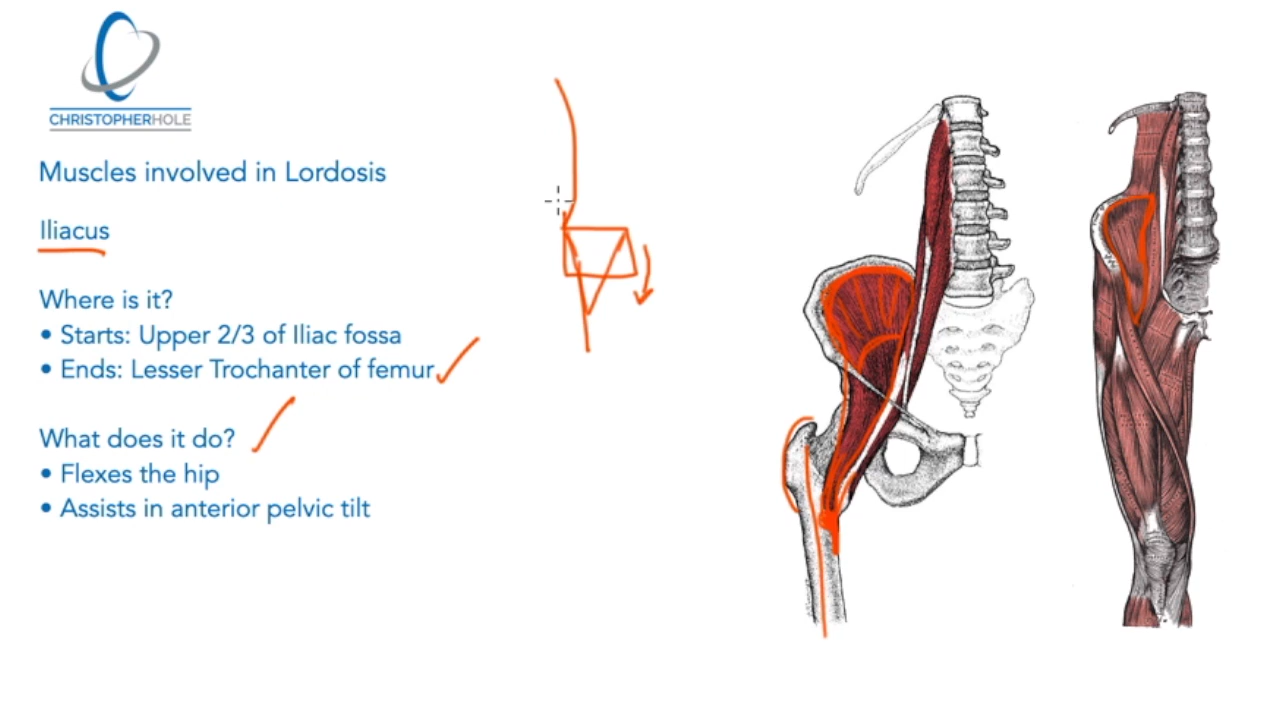 CHRISTOPHERHOLE
Muscles involved in Lordosis
Iliacus
Where is it?
• Starts: Upper 2/3 of Iliac fossa
• Ends: Lesser Trochanter of femur
What does it do?
• Flexes the hip
• Assists in anterior pelvic tilt